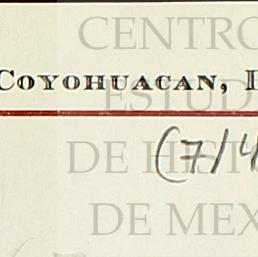 CENTRO
COYOHUACAN,
ESTUD
(7/4
DE HIST
DE MEX